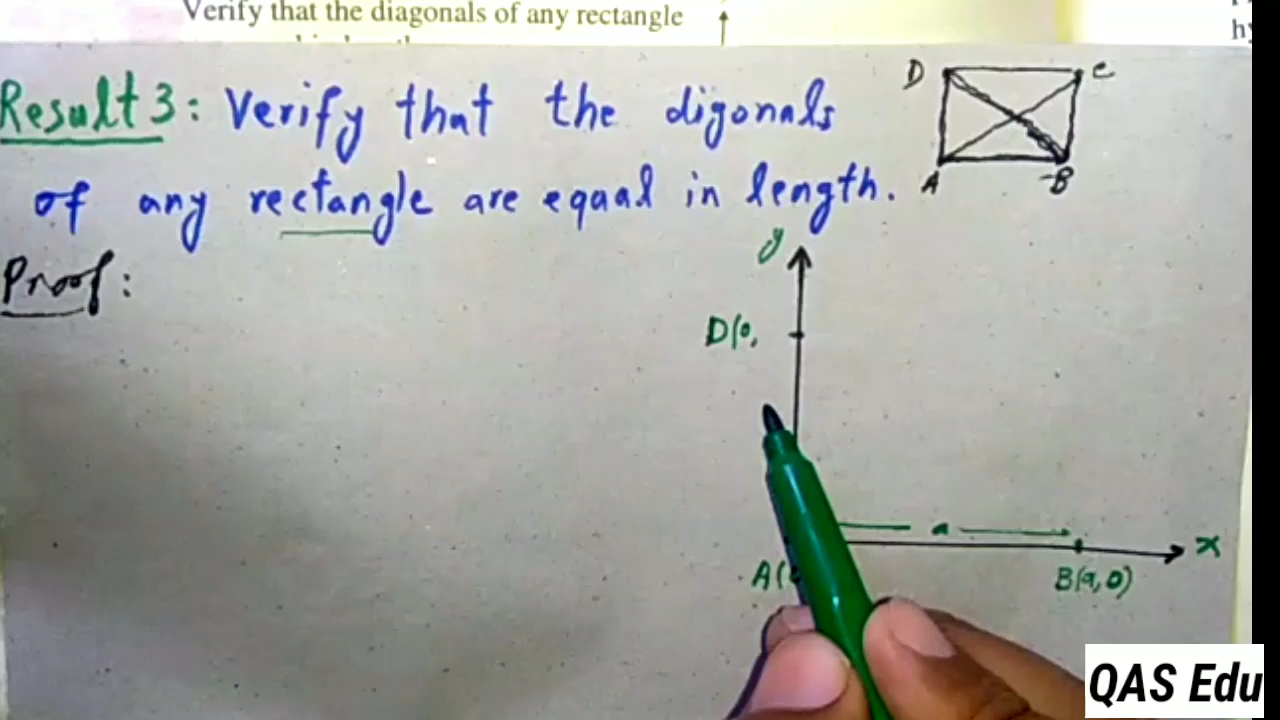 Verify that the diagonals of any rectangle
Result 3: Verify that the digonals
of any rectangle are equal in length.
Proof:
D C
A B
y
D(0,
a
x
A( B(a,0)
QAS Edu